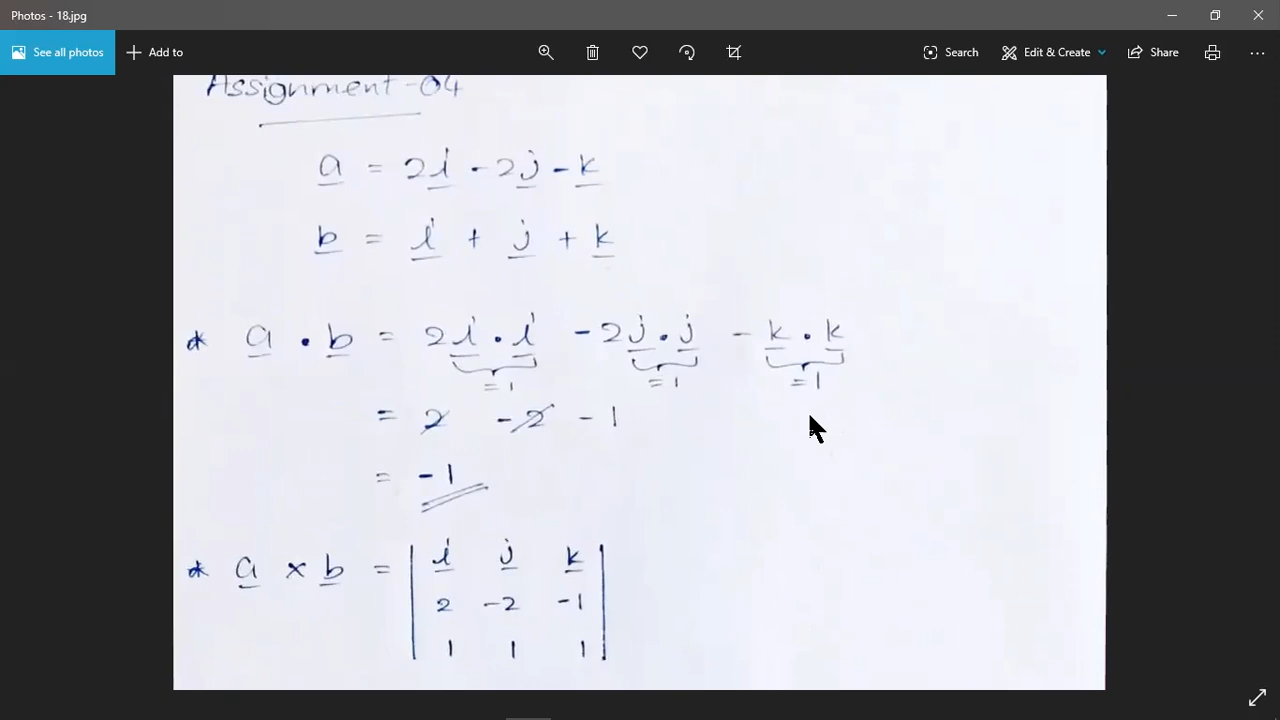 Photos - 18.jpg
See all photos
Add to
Search
Edit & Create
Share
Assignment-04
a = 2i - 2j - k
b = i + j + k
* a . b = 2i . i - 2j . j - k . k
=1 =1 =1
= 2 - 2 - 1
= -1
* a × b = | i j k |
2 -2 -1
1 1 1